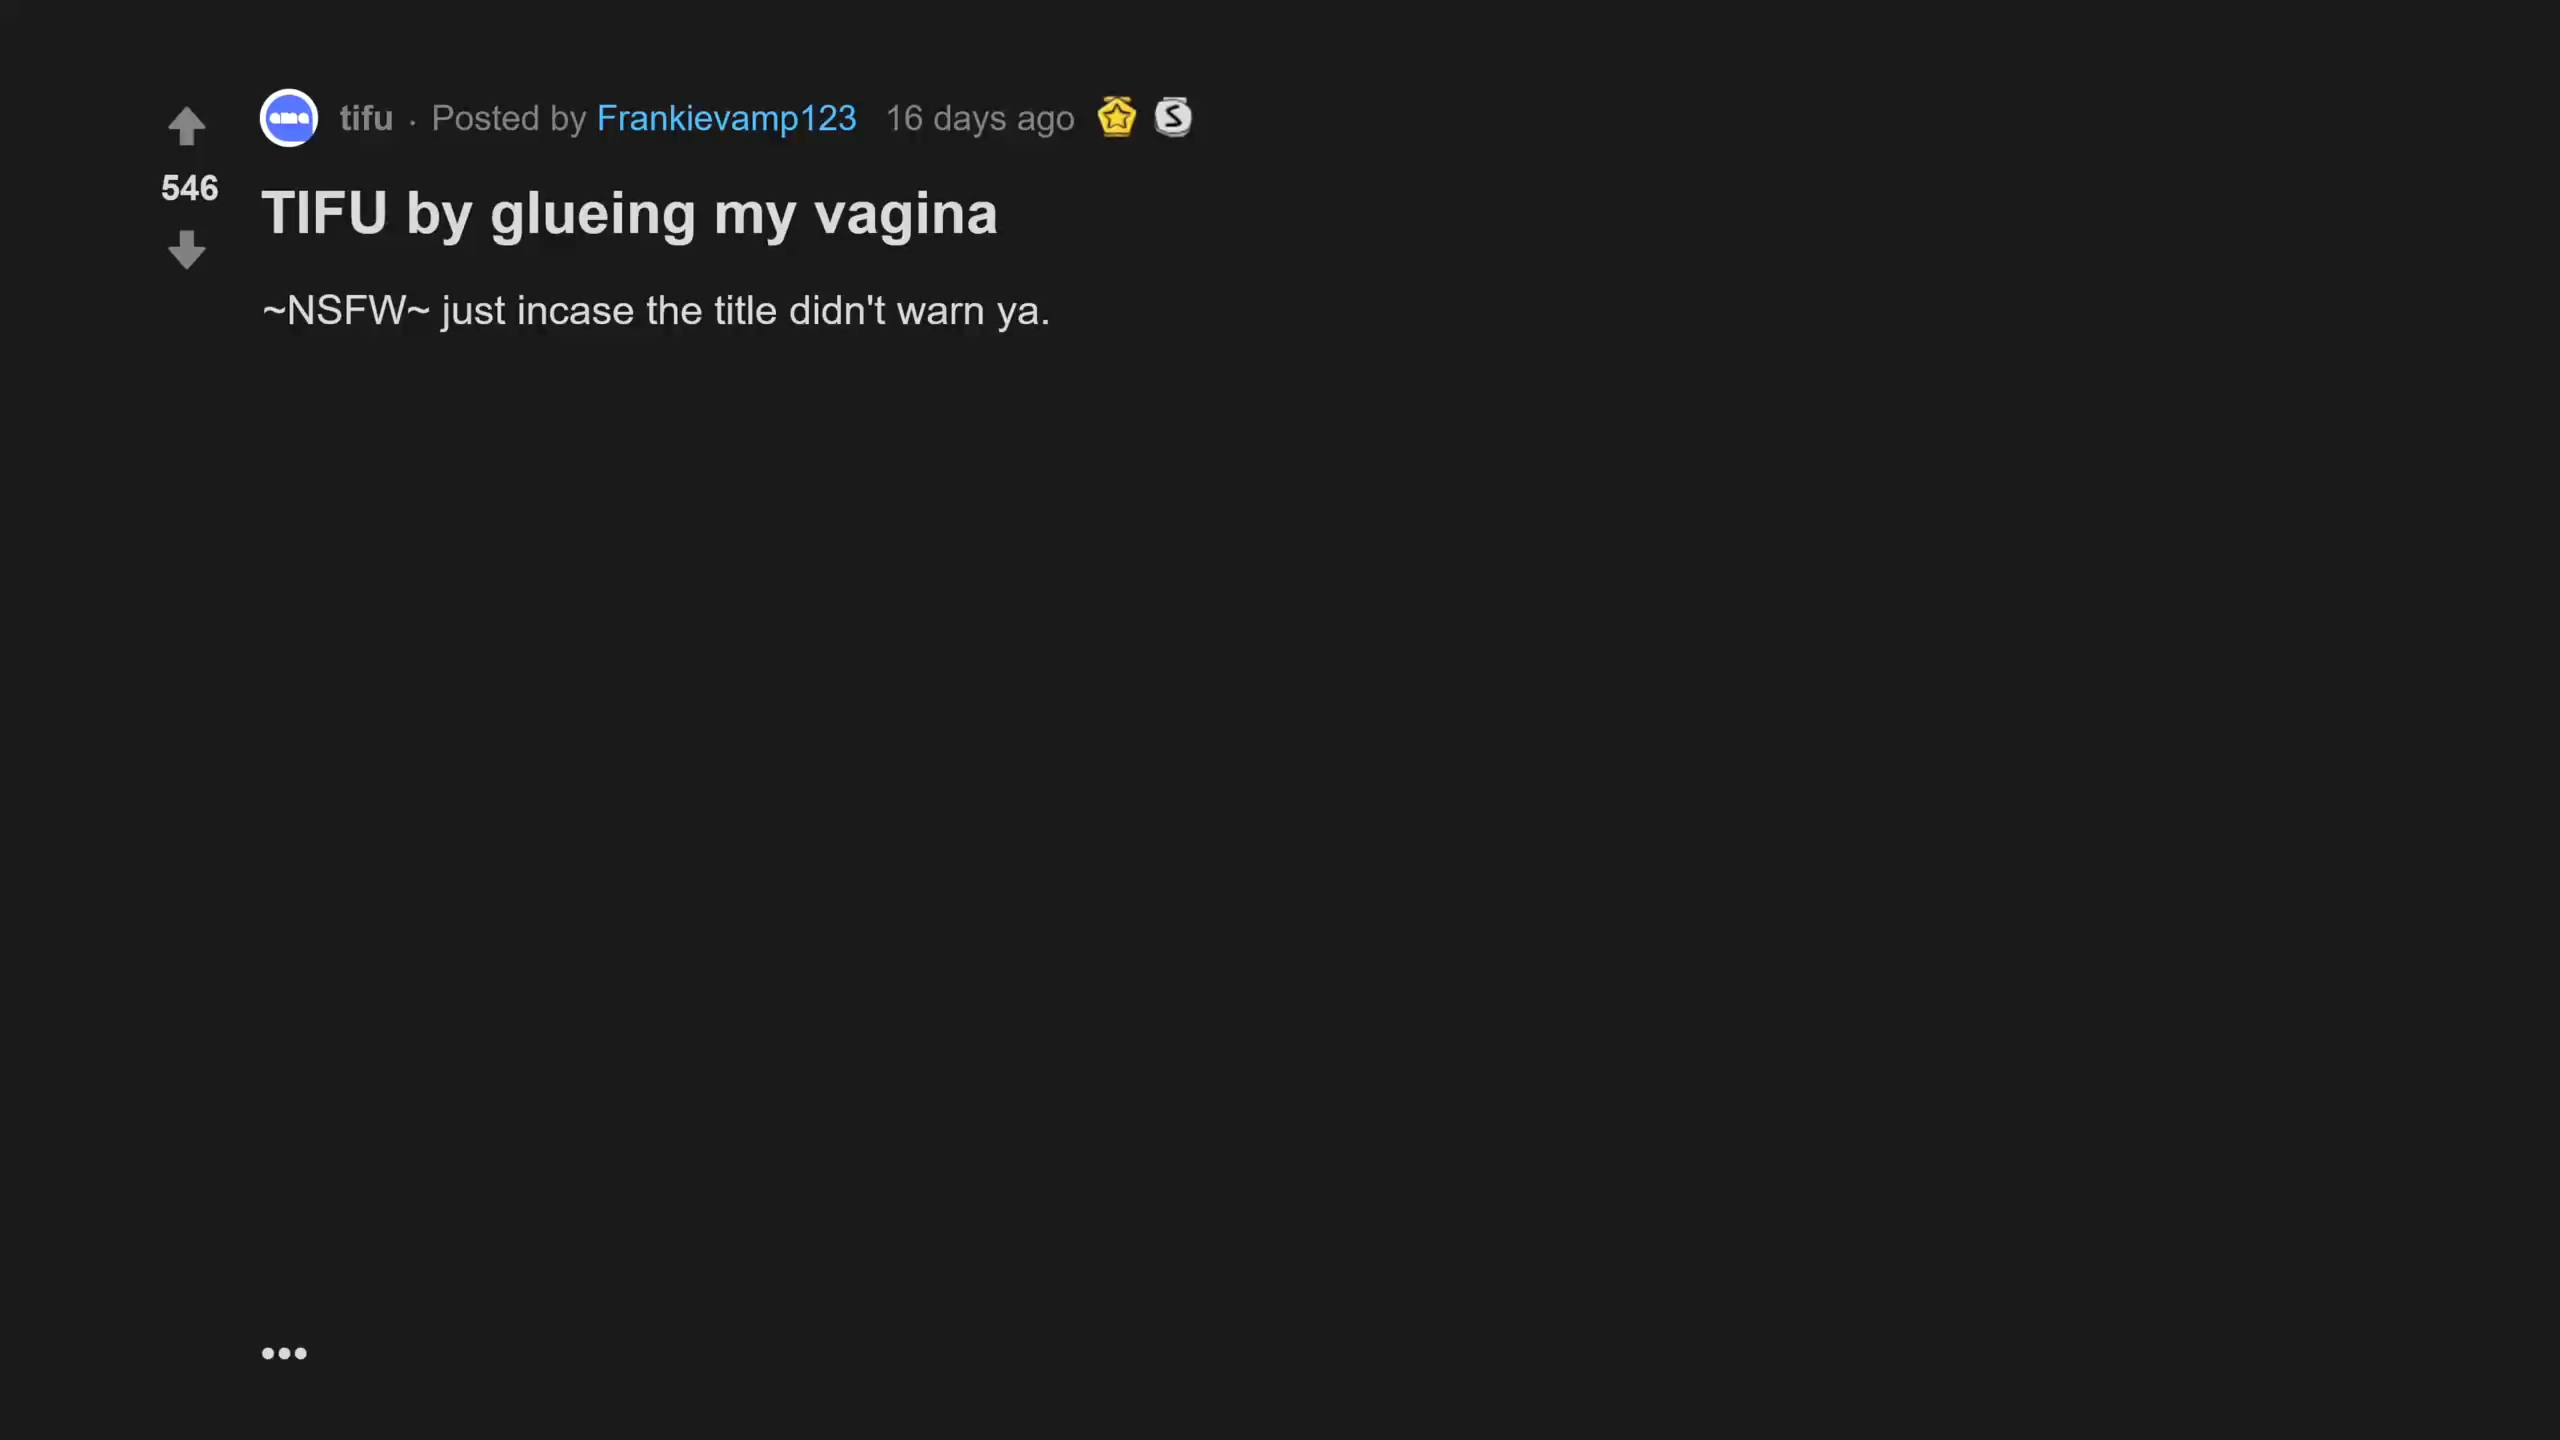 tifu · Posted by Frankievamp123 16 days ago
546
TIFU by glueing my vagina
~NSFW~ just incase the title didn't warn ya.
•••